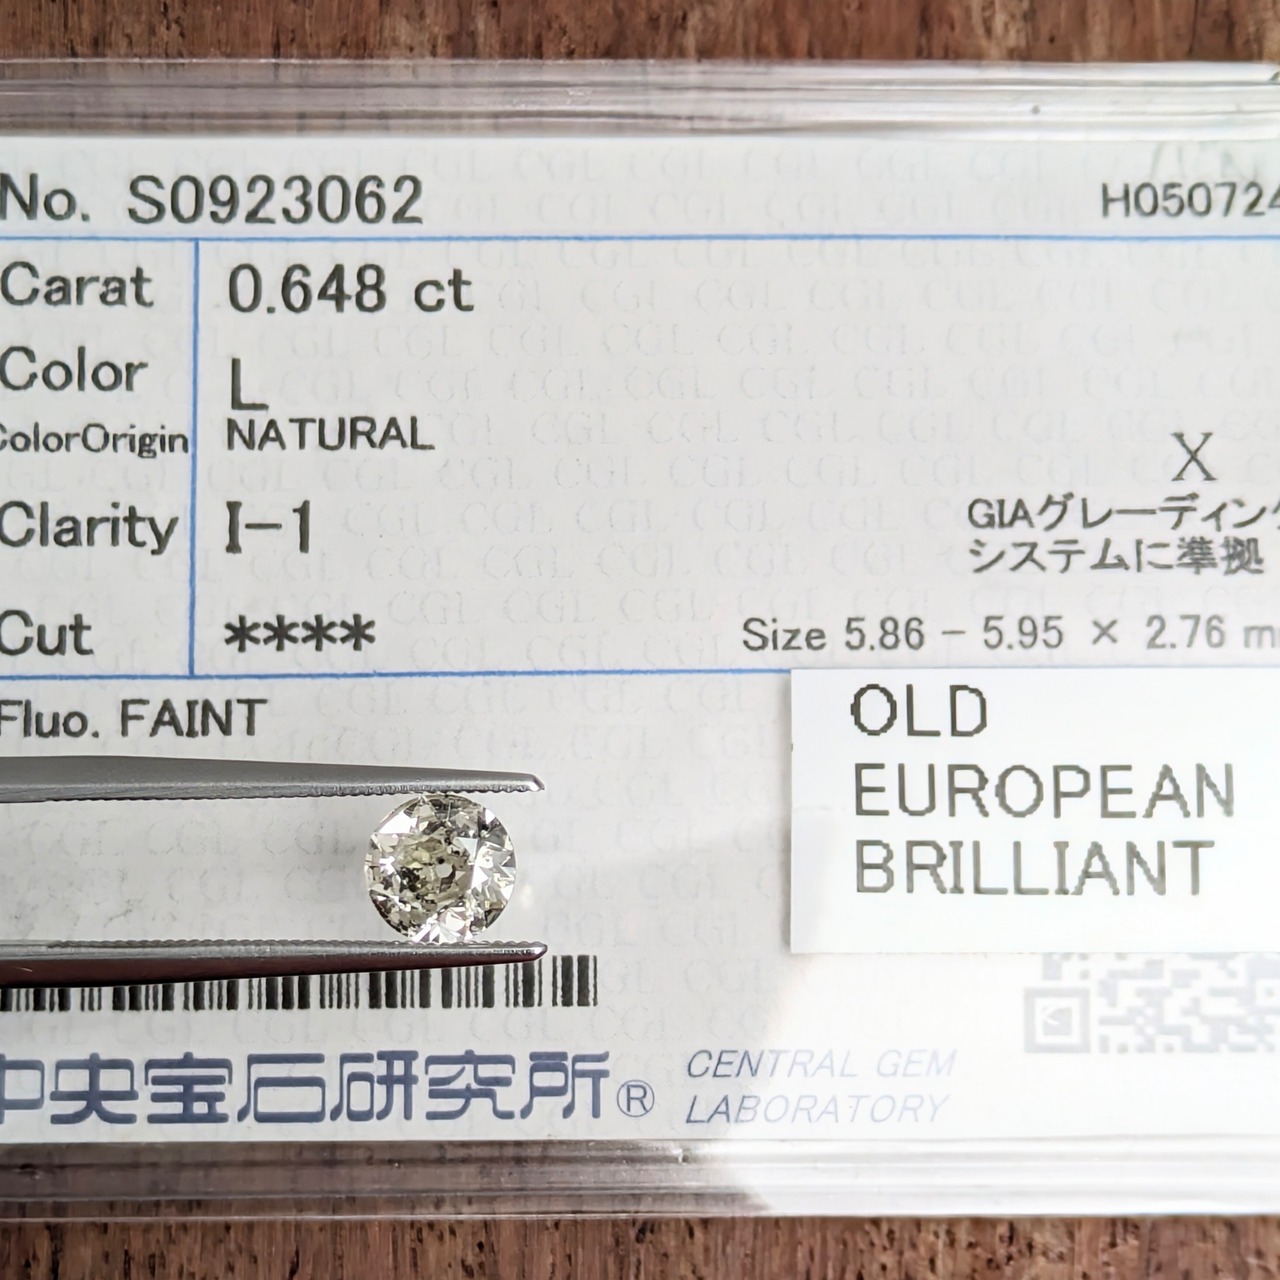 No. S0923062
H050724
Carat 0.648 ct
Color L
ColorOrigin NATURAL
X
Clarity I-1
GIAグレーディング
システムに準拠
Cut ****
Size 5.86 - 5.95 × 2.76 m
Fluo. FAINT
OLD
EUROPEAN
BRILLIANT
中央宝石研究所®
CENTRAL GEM
LABORATORY